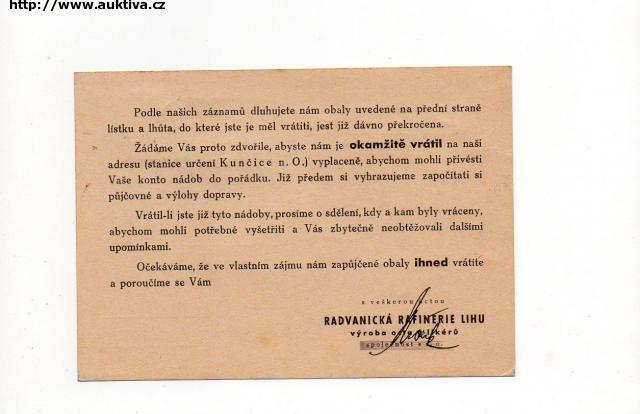 http://www.auktiva.cz
Podle našich záznamů dluhujete nám obaly uvedené na přední straně
lístku a lhůta, do které jste je měl vrátiti, jest již dávno překročena.
Žádáme Vás proto zdvořile, abyste nám je okamžitě vrátil na naši
adresu (stanice určení Kunčice n. O.) vyplaceně, abychom mohli přivésti
Vaše konto nádob do pořádku. Již předem si vyhrazujeme započítati si
půjčovné a výlohy dopravy.
Vrátil-li jste již tyto nádoby, prosíme o sdělení, kdy a kam byly vráceny,
abychom mohli potřebné vyšetřiti a Vás zbytečně neobtěžovali dalšími
upomínkami.
Očekáváme, že ve vlastním zájmu nám zapůjčené obaly ihned vrátíte
a poroučíme se Vám
s veškerou úctou
RADVANICKÁ RAFINERIE LIHU
výroba likérů
společnost s r. o.